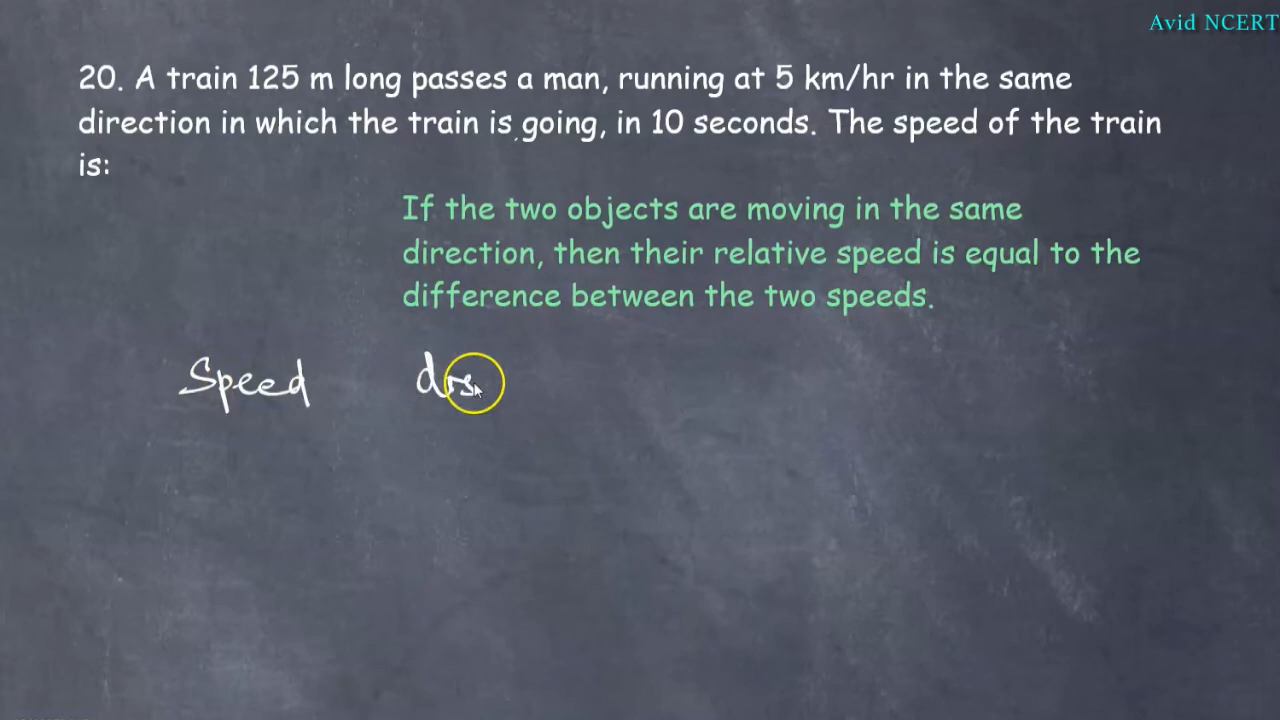 Avid NCERT
20. A train 125 m long passes a man, running at 5 km/hr in the same
direction in which the train is going, in 10 seconds. The speed of the train
is:
If the two objects are moving in the same
direction, then their relative speed is equal to the
difference between the two speeds.
Speed dis